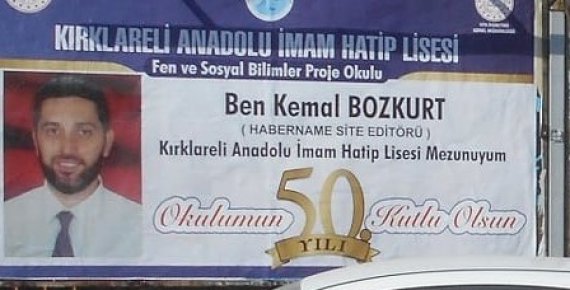 KIRKLARELİ ANADOLU İMAM HATİP LİSESİ
Fen ve Sosyal Bilimler Proje Okulu
Ben Kemal BOZKURT
( HABERNAME SİTE EDİTÖRÜ )
Kırklareli Anadolu İmam Hatip Lisesi Mezunuyum
Okulumun 50. Kutlu Olsun
YILI